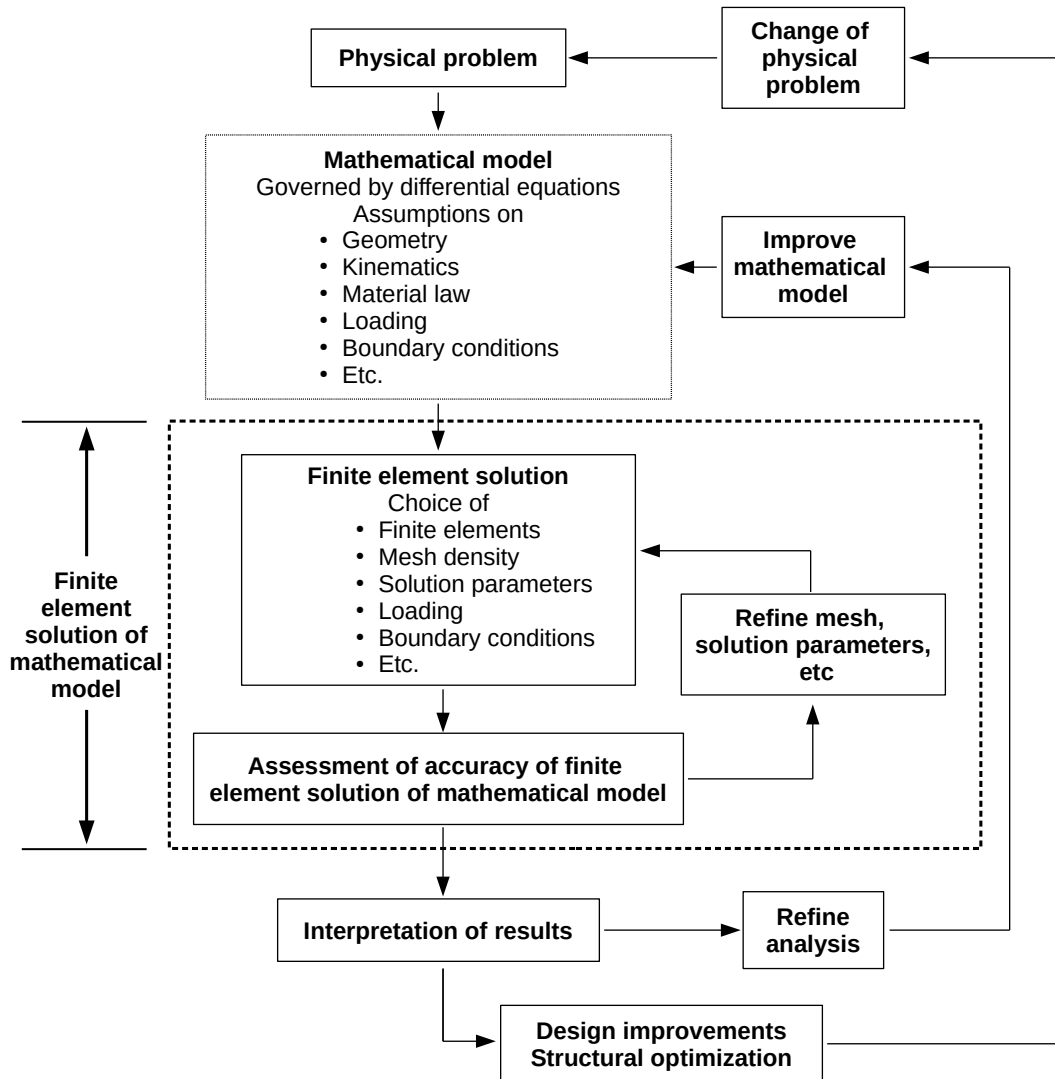 Physical problem
Change of
physical
problem
Mathematical model
Governed by differential equations
Assumptions on
• Geometry
• Kinematics
• Material law
• Loading
• Boundary conditions
• Etc.
Improve
mathematical
model
Finite
element
solution of
mathematical
model
Finite element solution
Choice of
• Finite elements
• Mesh density
• Solution parameters
• Loading
• Boundary conditions
• Etc.
Refine mesh,
solution parameters,
etc
Assessment of accuracy of finite
element solution of mathematical model
Interpretation of results
Refine
analysis
Design improvements
Structural optimization